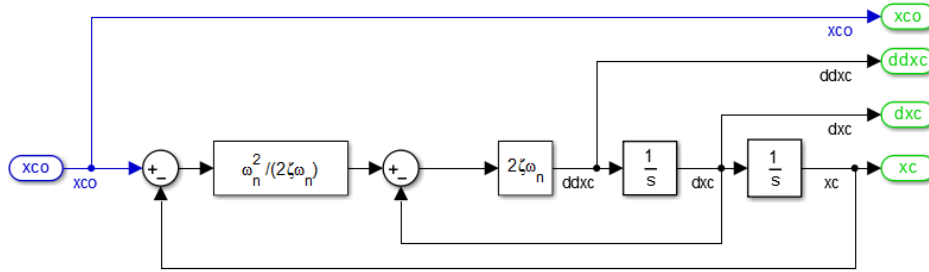 xco
xco
ddxc
ddxc
dxc
dxc
xco
xco
− ω_n^2/(2ζω_n)
− 2ζω_n
ddxc
1/s
dxc
1/s
xc
xc